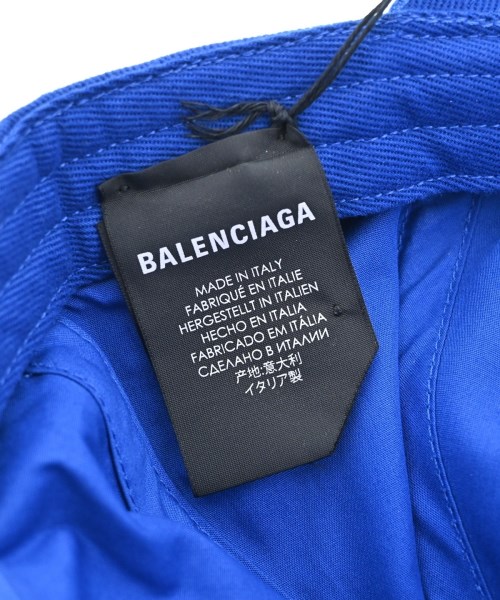 BALENCIAGA
MADE IN ITALY
FABRIQUÉ EN ITALIE
HERGESTELLT IN ITALIEN
HECHO EN ITALIA
FABRICADO EM ITÁLIA
СДЕЛАНО В ИТАЛИИ
产地:意大利
イタリア製